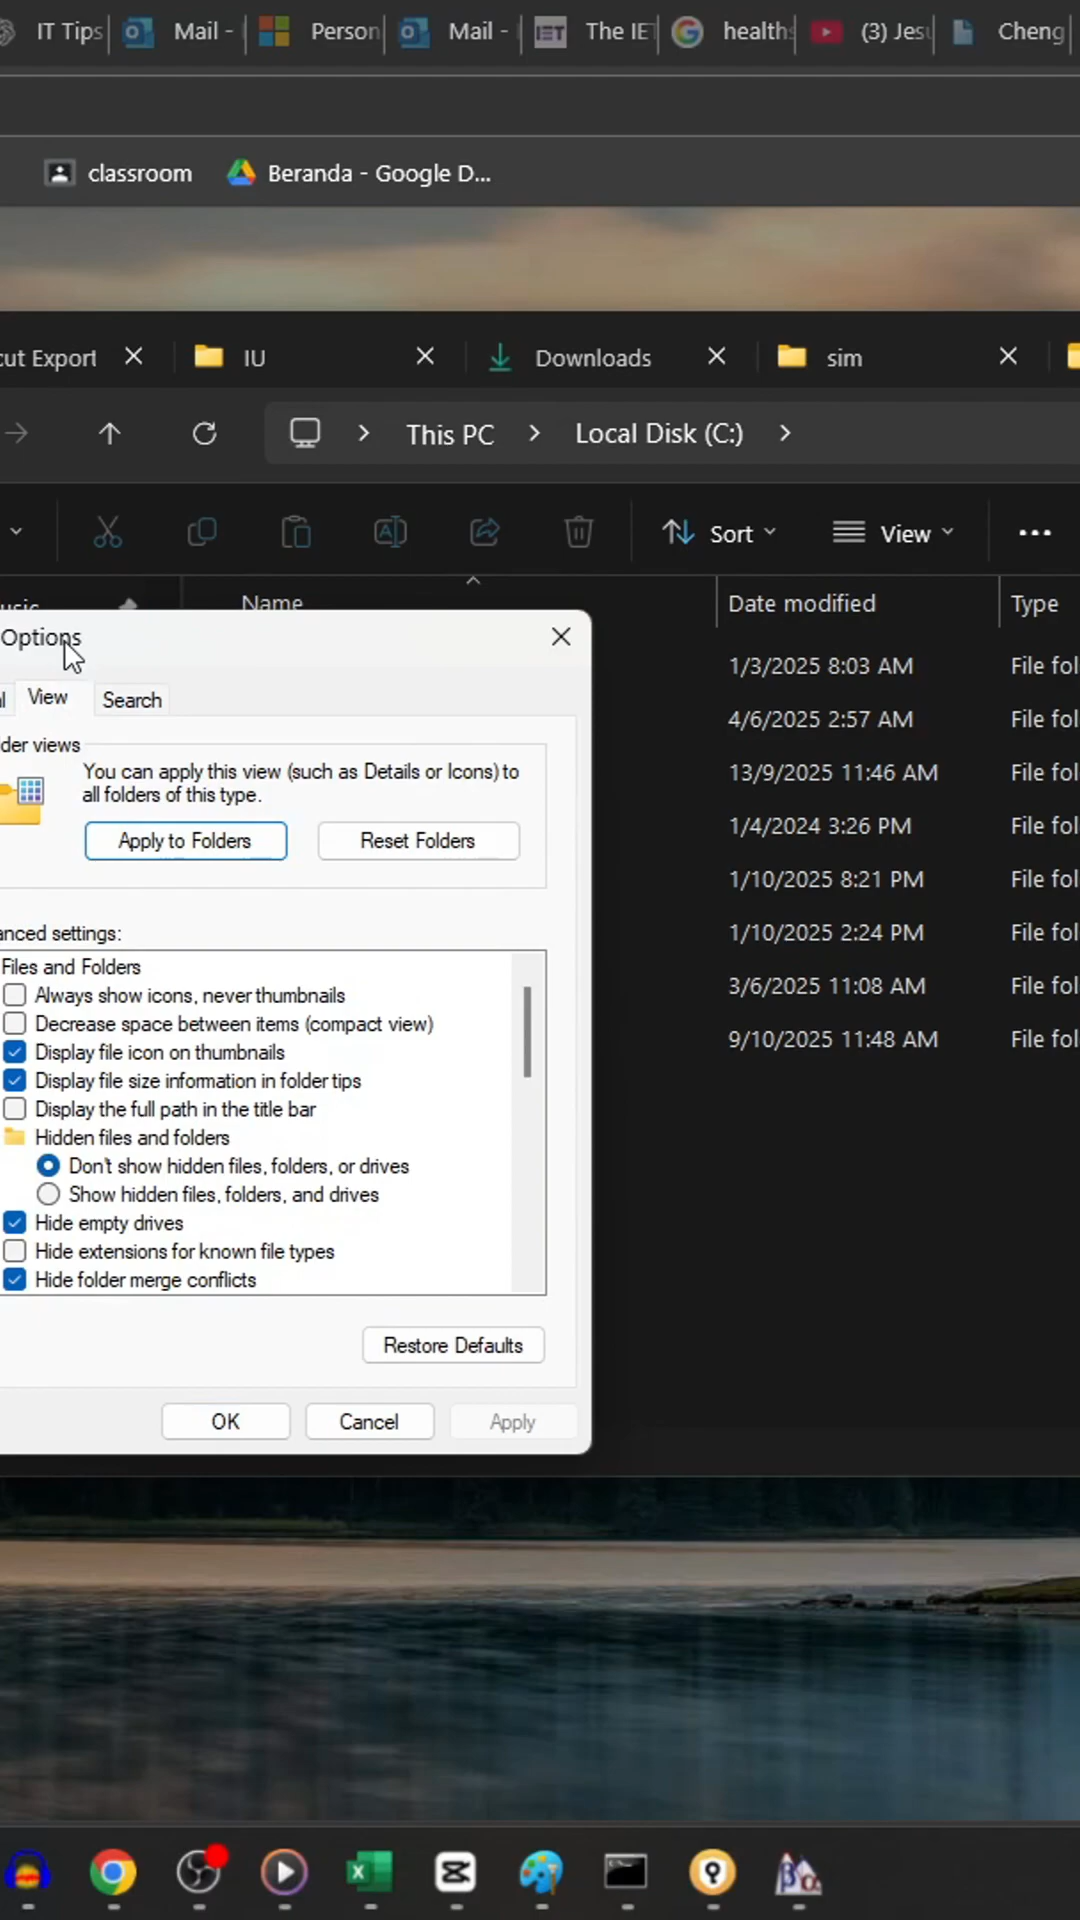 IT Tips Mail - Person Mail - IET The IET health (3) Jesu Cheng
classroom Beranda - Google D...
cut Export IU Downloads sim
This PC Local Disk (C:)
Sort View
Name Date modified Type
Options
View Search
der views
You can apply this view (such as Details or Icons) to
all folders of this type.
Apply to Folders Reset Folders
anced settings:
Files and Folders
Always show icons, never thumbnails
Decrease space between items (compact view)
Display file icon on thumbnails
Display file size information in folder tips
Display the full path in the title bar
Hidden files and folders
Don't show hidden files, folders, or drives
Show hidden files, folders, and drives
Hide empty drives
Hide extensions for known file types
Hide folder merge conflicts
Restore Defaults
OK Cancel Apply
1/3/2025 8:03 AM File fol
4/6/2025 2:57 AM File fol
13/9/2025 11:46 AM File fol
1/4/2024 3:26 PM File fol
1/10/2025 8:21 PM File fol
1/10/2025 2:24 PM File fol
3/6/2025 11:08 AM File fol
9/10/2025 11:48 AM File fol